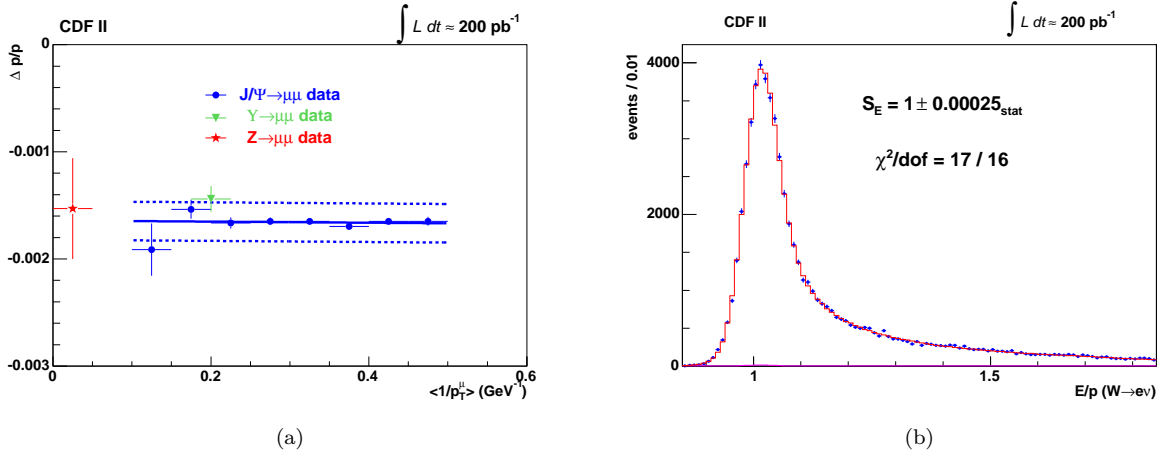 CDF II
∫ L dt ≈ 200 pb⁻¹
Δ p/p
0
-0.001
-0.002
-0.003
J/Ψ→μμ data
Υ→μμ data
Z→μμ data
0 0.2 0.4 0.6
<1/p_T^μ> (GeV⁻¹)
(a)
CDF II
∫ L dt ≈ 200 pb⁻¹
events / 0.01
4000
2000
0
S_E = 1 ± 0.00025_stat
χ²/dof = 17 / 16
1 1.5
E/p (W→eν)
(b)